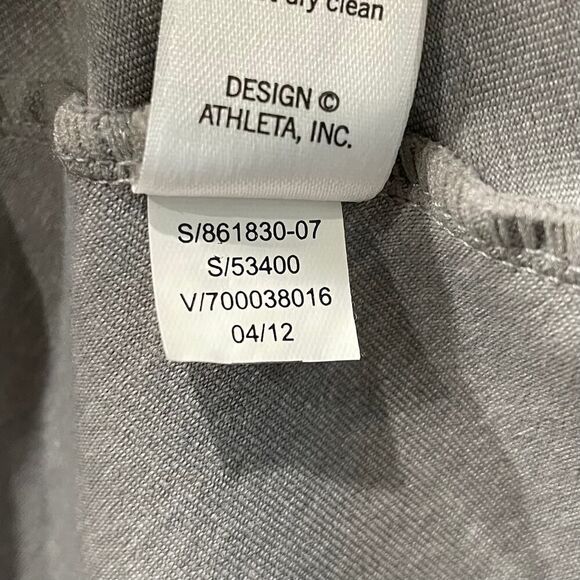 dry clean
DESIGN ©
ATHLETA, INC.
S/861830-07
S/53400
V/700038016
04/12